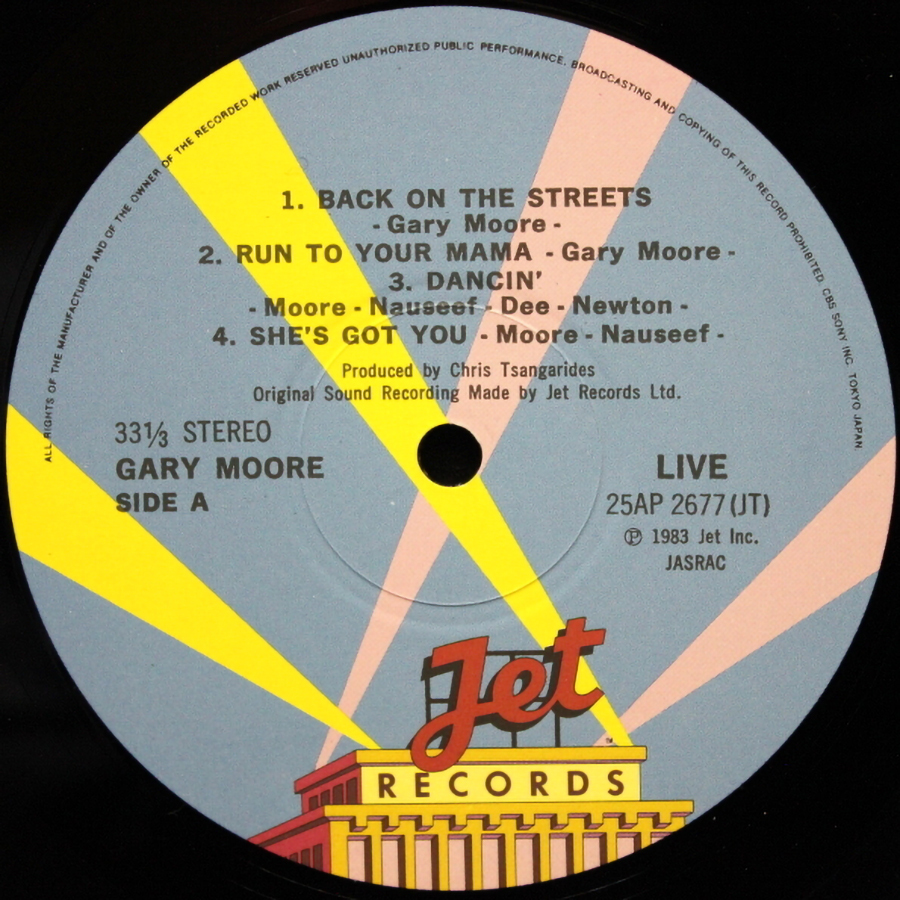 ALL RIGHTS OF THE MANUFACTURER AND OF THE OWNER OF THE RECORDED WORK RESERVED UNAUTHORIZED PUBLIC PERFORMANCE, BROADCASTING AND COPYING OF THIS RECORD PROHIBITED. CBS SONY INC. TOKYO JAPAN.
1. BACK ON THE STREETS
- Gary Moore -
2. RUN TO YOUR MAMA - Gary Moore -
3. DANCIN'
- Moore - Nauseef - Dee - Newton -
4. SHE'S GOT YOU - Moore - Nauseef -
Produced by Chris Tsangarides
Original Sound Recording Made by Jet Records Ltd.
33⅓ STEREO
GARY MOORE
SIDE A
LIVE
25AP 2677(JT)
℗ 1983 Jet Inc.
JASRAC
Jet
RECORDS